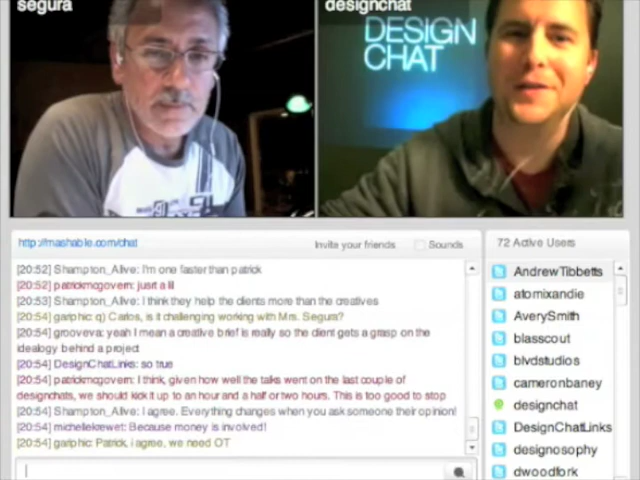 segura
designchat
DESIGN
CHAT
http://mashable.com/chat
Invite your friends
Sounds
72 Active Users
[20:52] Shampton_Alive: I'm one faster than patrick
[20:52] patrickmcgovern: jusrt a lil
[20:53] Shampton_Alive: I think they help the clients more than the creatives
[20:54] gariphic: q) Carlos, is it challenging working with Mrs. Segura?
[20:54] grooveva: yeah I mean a creative brief is really so the client gets a grasp on the
idealogy behind a project
[20:54] DesignChatLinks: so true
[20:54] patrickmcgovern: I think, given how well the talks went on the last couple of
designchats, we should kick it up to an hour and a half or two hours. This is too good to stop
[20:54] Shampton_Alive: I agree. Everything changes when you ask someone their opinion!
[20:54] michellekrewet: Because money is involved!
[20:54] gariphic: Patrick, i agree, we need OT
AndrewTibbetts
atomixandie
AverySmith
blasscout
blvdstudios
cameronbaney
designchat
DesignChatLinks
designosophy
dwoodfork